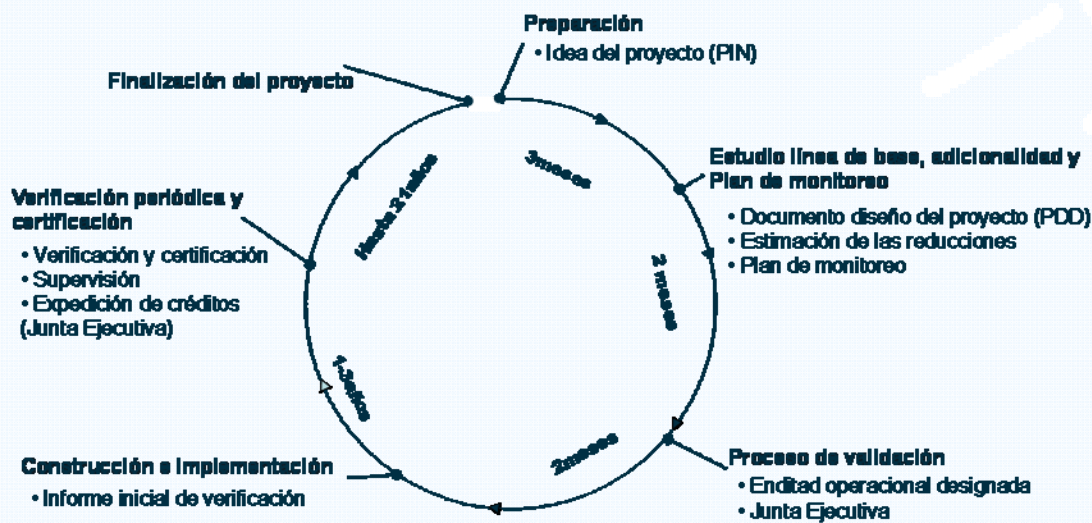 Preparación
• Idea del proyecto (PIN)
Finalización del proyecto
3meses
Estudio línea de base, adicionalidad y
Plan de monitoreo
• Documento diseño del proyecto (PDD)
• Estimación de las reducciones
• Plan de monitoreo
2 meses
Proceso de validación
• Enditad operacional designada
• Junta Ejecutiva
2meses
Construcción e implementación
• Informe inicial de verificación
1-3años
Verificación periódica y
certificación
• Verificación y certificación
• Supervisión
• Expedición de créditos
(Junta Ejecutiva)
Hasta 21años